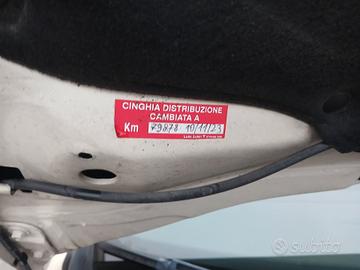 CINGHIA DISTRIBUZIONE
CAMBIATA A
Km 79878 10/11/23
subito